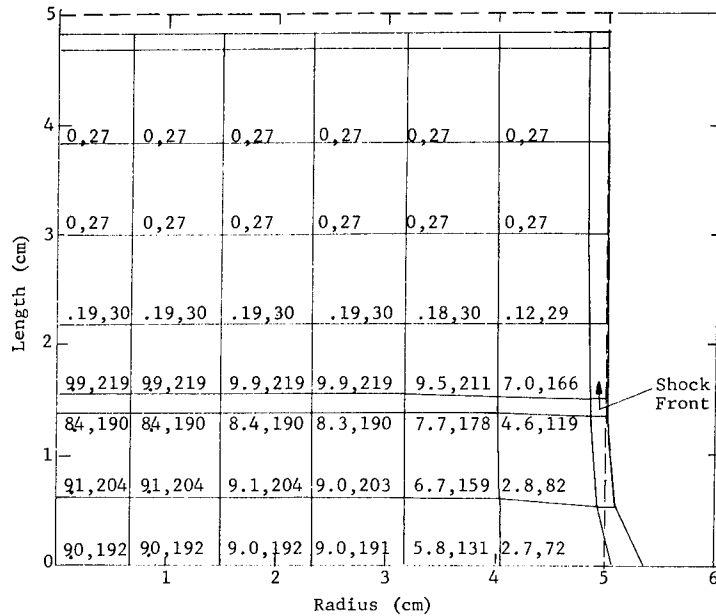 5
4
0,27 0,27 0,27 0,27 0,27 0,27
0,27 0,27 0,27 0,27 0,27 0,27
3
Length (cm)
.19,30 .19,30 .19,30 .19,30 .18,30 .12,29
2
9.9,219 9.9,219 9.9,219 9.9,219 9.5,211 7.0,166
Shock
Front
8.4,190 8.4,190 8.4,190 8.3,190 7.7,178 4.6,119
1
9.1,204 9.1,204 9.1,204 9.0,203 6.7,159 2.8,82
9.0,192 9.0,192 9.0,192 9.0,191 5.8,131 2.7,72
0
1 2 3 4 5 6
Radius (cm)